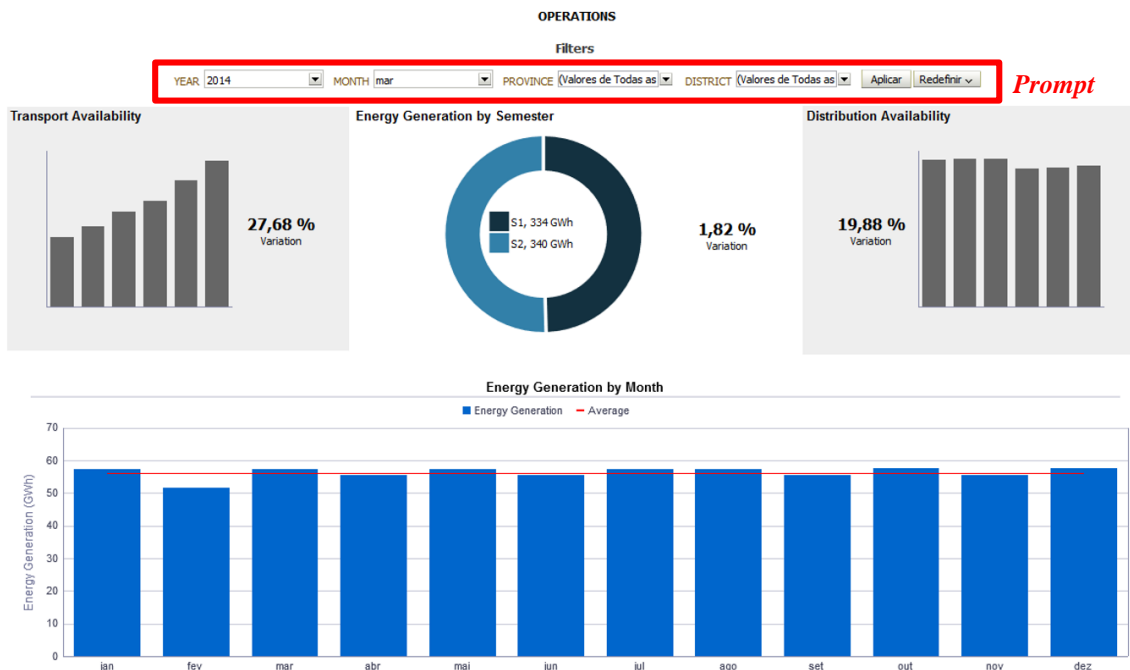 OPERATIONS
Filters
YEAR 2014 MONTH mar PROVINCE (Valores de Todas as DISTRICT (Valores de Todas as Aplicar Redefinir
Prompt
Transport Availability
27,68 %
Variation
Energy Generation by Semester
S1, 334 GWh
S2, 340 GWh
1,82 %
Variation
Distribution Availability
19,88 %
Variation
Energy Generation by Month
Energy Generation Average
Energy Generation (GWh)
70
60
50
40
30
20
10
0
jan fev mar abr mai jun jul ago set out nov dez